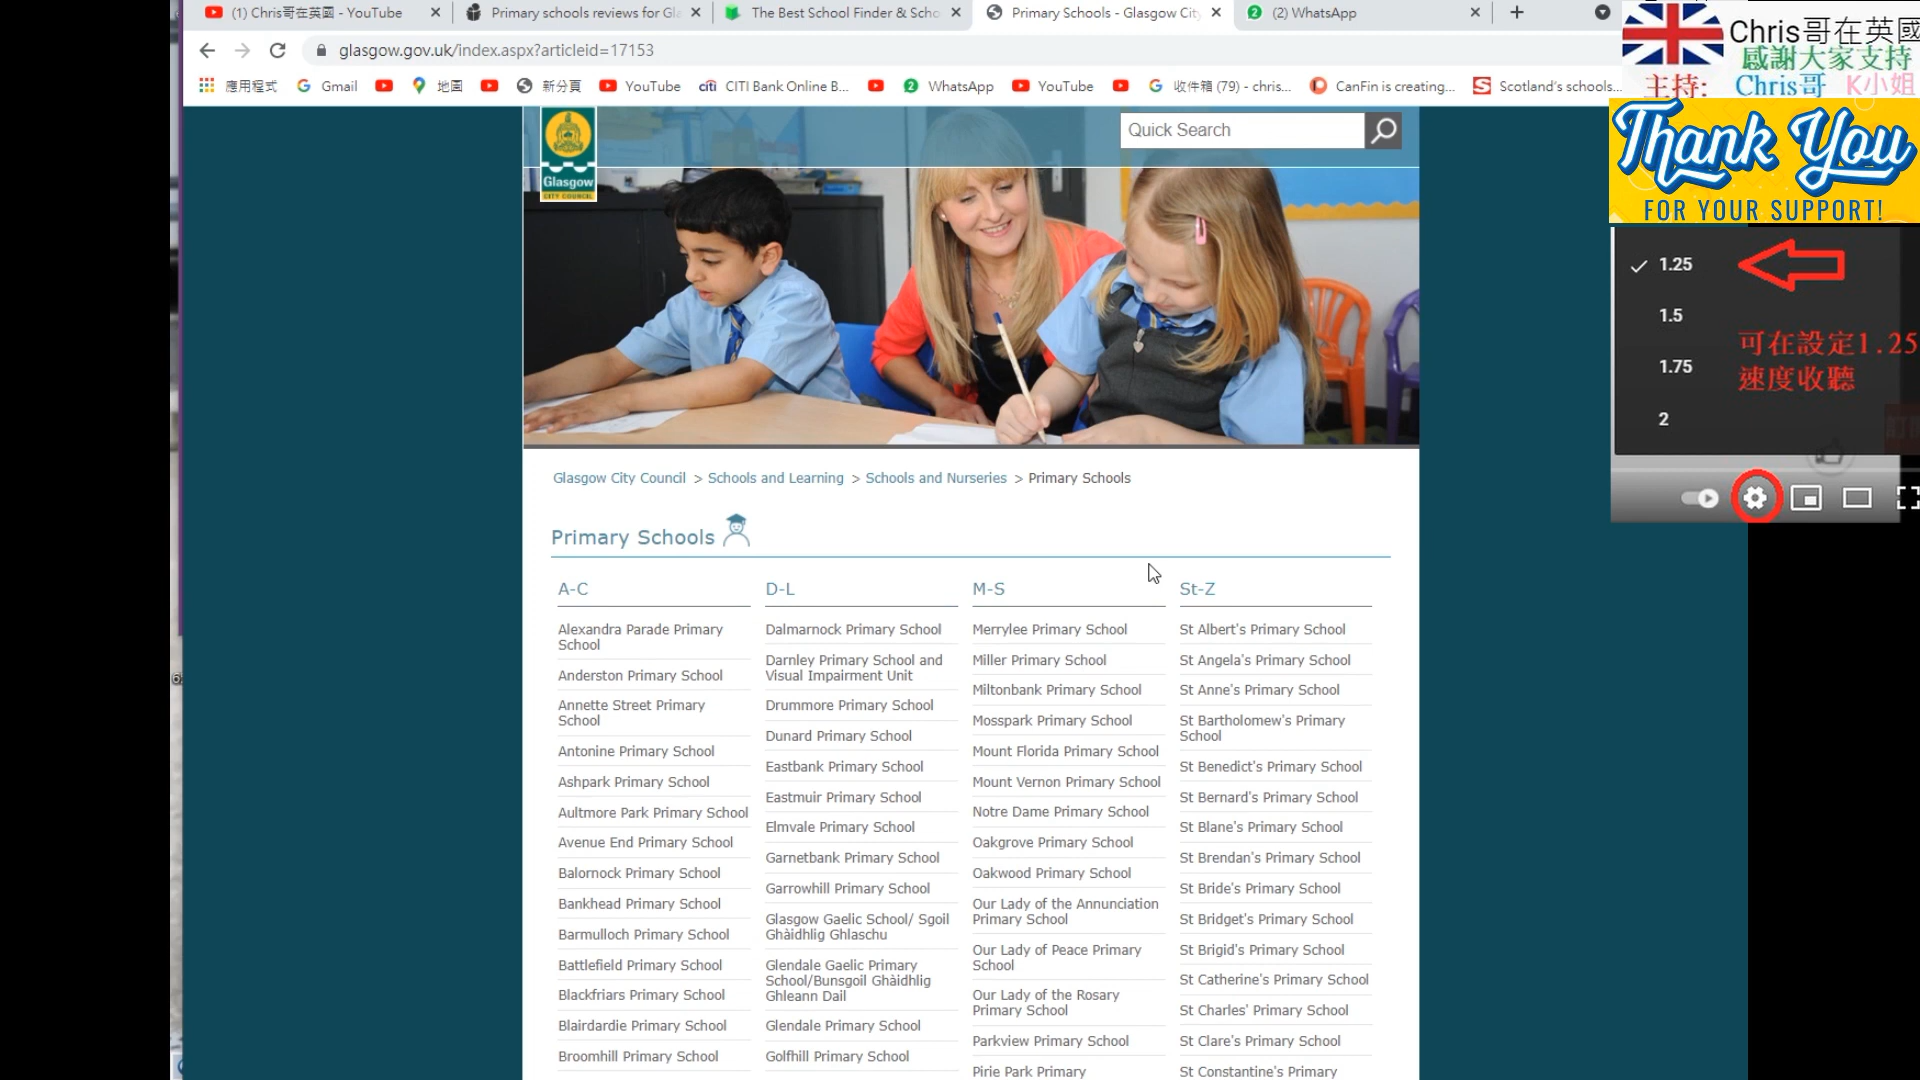 (1) Chris哥在英國 - YouTube
Primary schools reviews for Gla
The Best School Finder & Scho
Primary Schools - Glasgow City
(2) WhatsApp
glasgow.gov.uk/index.aspx?articleid=17153
應用程式
Gmail
地圖
新分頁
YouTube
citi
CITI Bank Online B...
2
WhatsApp
YouTube
收件箱 (79) - chris...
CanFin is creating...
Scotland's schools...
Chris哥在英國
感謝大家支持
主持: Chris哥 K小姐
Thank You
FOR YOUR SUPPORT!
1.25
1.5
1.75
2
可在設定1.25
速度收聽
Glasgow
CITY COUNCIL
Quick Search
Glasgow City Council > Schools and Learning > Schools and Nurseries > Primary Schools
Primary Schools
A-C
Alexandra Parade Primary
School
Anderston Primary School
Annette Street Primary
School
Antonine Primary School
Ashpark Primary School
Aultmore Park Primary School
Avenue End Primary School
Balornock Primary School
Bankhead Primary School
Barmulloch Primary School
Battlefield Primary School
Blackfriars Primary School
Blairdardie Primary School
Broomhill Primary School
D-L
Dalmarnock Primary School
Darnley Primary School and
Visual Impairment Unit
Drummore Primary School
Dunard Primary School
Eastbank Primary School
Eastmuir Primary School
Elmvale Primary School
Garnetbank Primary School
Garrowhill Primary School
Glasgow Gaelic School/ Sgoil
Ghàidhlig Ghlaschu
Glendale Gaelic Primary
School/Bunsgoil Ghàidhlig
Ghleann Dail
Glendale Primary School
Golfhill Primary School
M-S
Merrylee Primary School
Miller Primary School
Miltonbank Primary School
Mosspark Primary School
Mount Florida Primary School
Mount Vernon Primary School
Notre Dame Primary School
Oakgrove Primary School
Oakwood Primary School
Our Lady of the Annunciation
Primary School
Our Lady of Peace Primary
School
Our Lady of the Rosary
Primary School
Parkview Primary School
Pirie Park Primary
St-Z
St Albert's Primary School
St Angela's Primary School
St Anne's Primary School
St Bartholomew's Primary
School
St Benedict's Primary School
St Bernard's Primary School
St Blane's Primary School
St Brendan's Primary School
St Bride's Primary School
St Bridget's Primary School
St Brigid's Primary School
St Catherine's Primary School
St Charles' Primary School
St Clare's Primary School
St Constantine's Primary